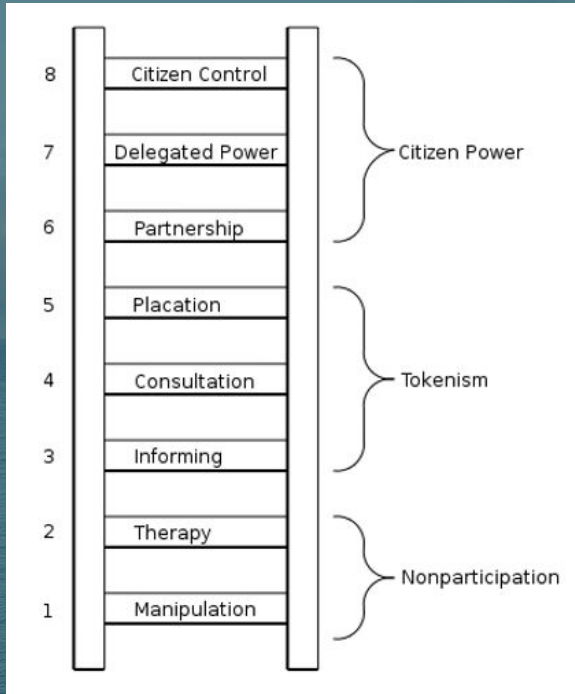 8 Citizen Control
7 Delegated Power
Citizen Power
6 Partnership
5 Placation
4 Consultation
Tokenism
3 Informing
2 Therapy
Nonparticipation
1 Manipulation